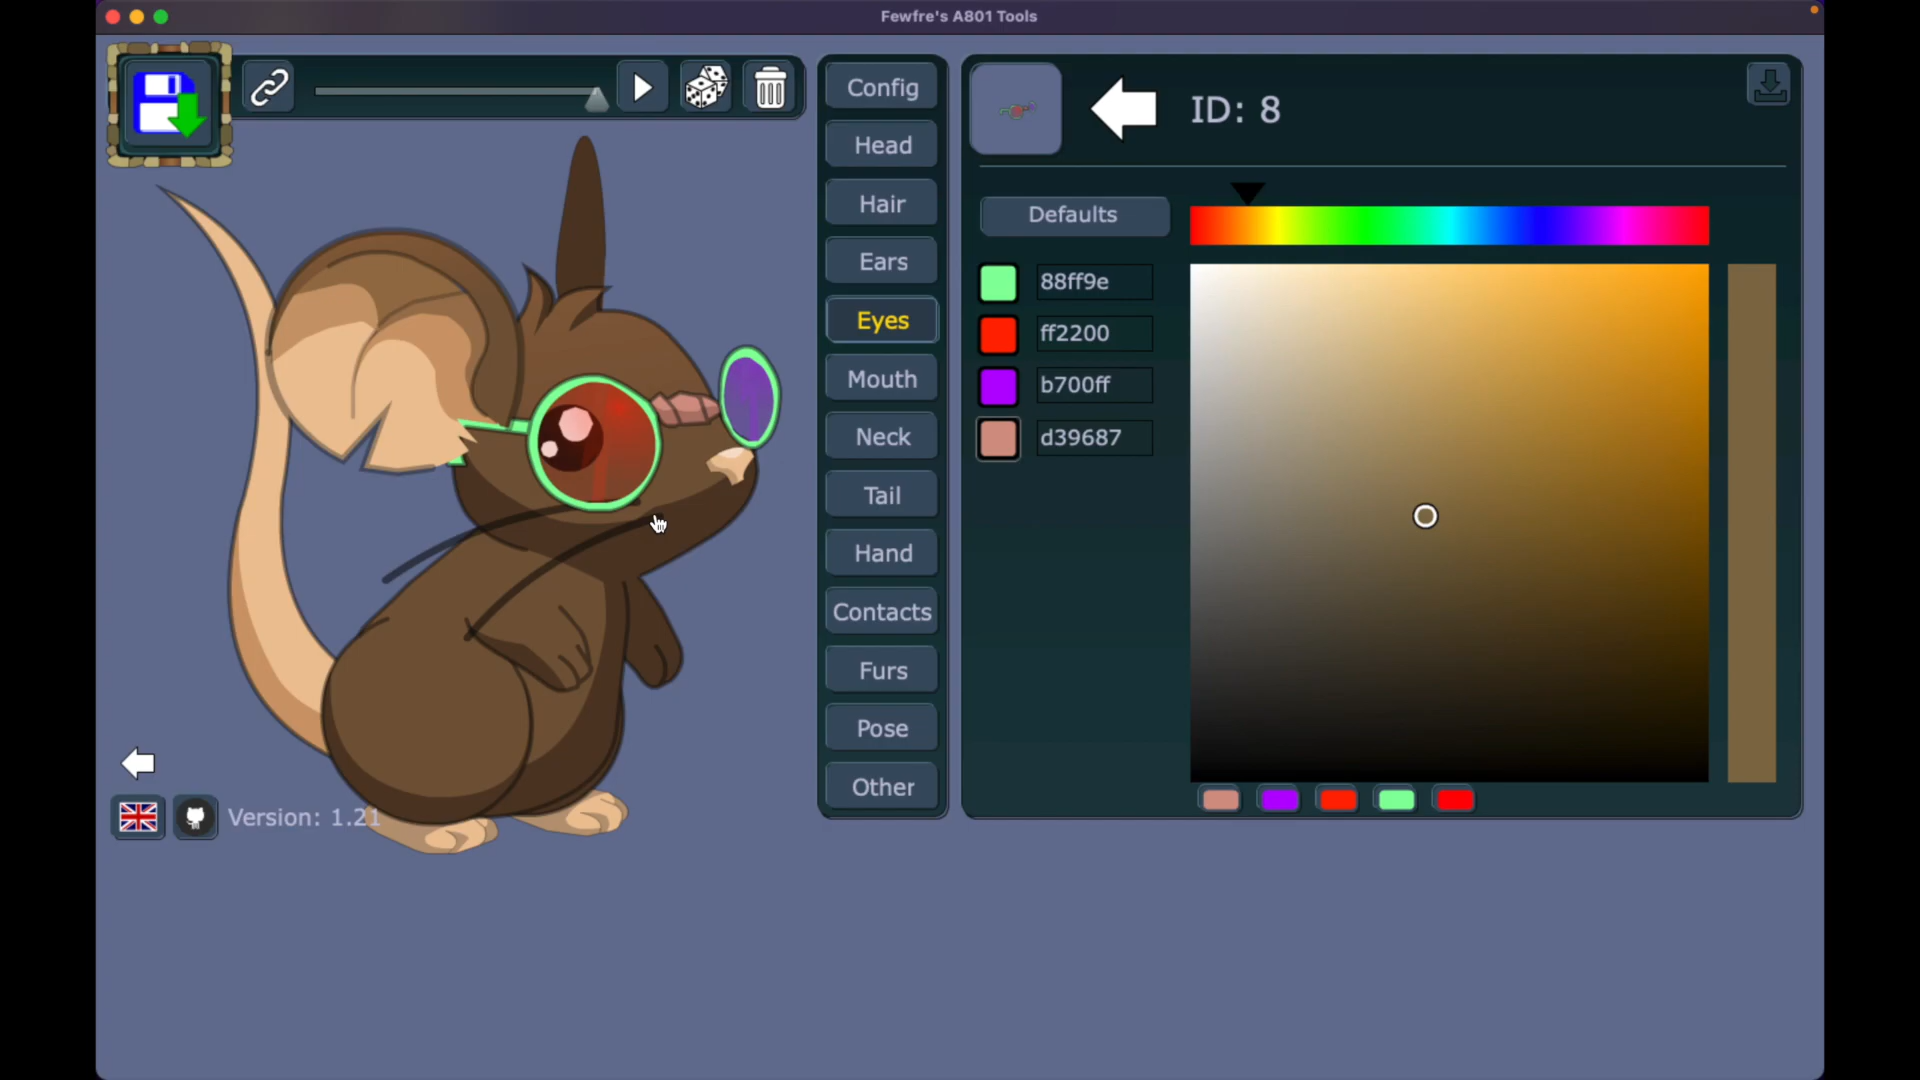 Fewfre's A801 Tools
Config
Head
Hair
Ears
Eyes
Mouth
Neck
Tail
Hand
Contacts
Furs
Pose
Other
ID: 8
Defaults
88ff9e
ff2200
b700ff
d39687
Version: 1.21